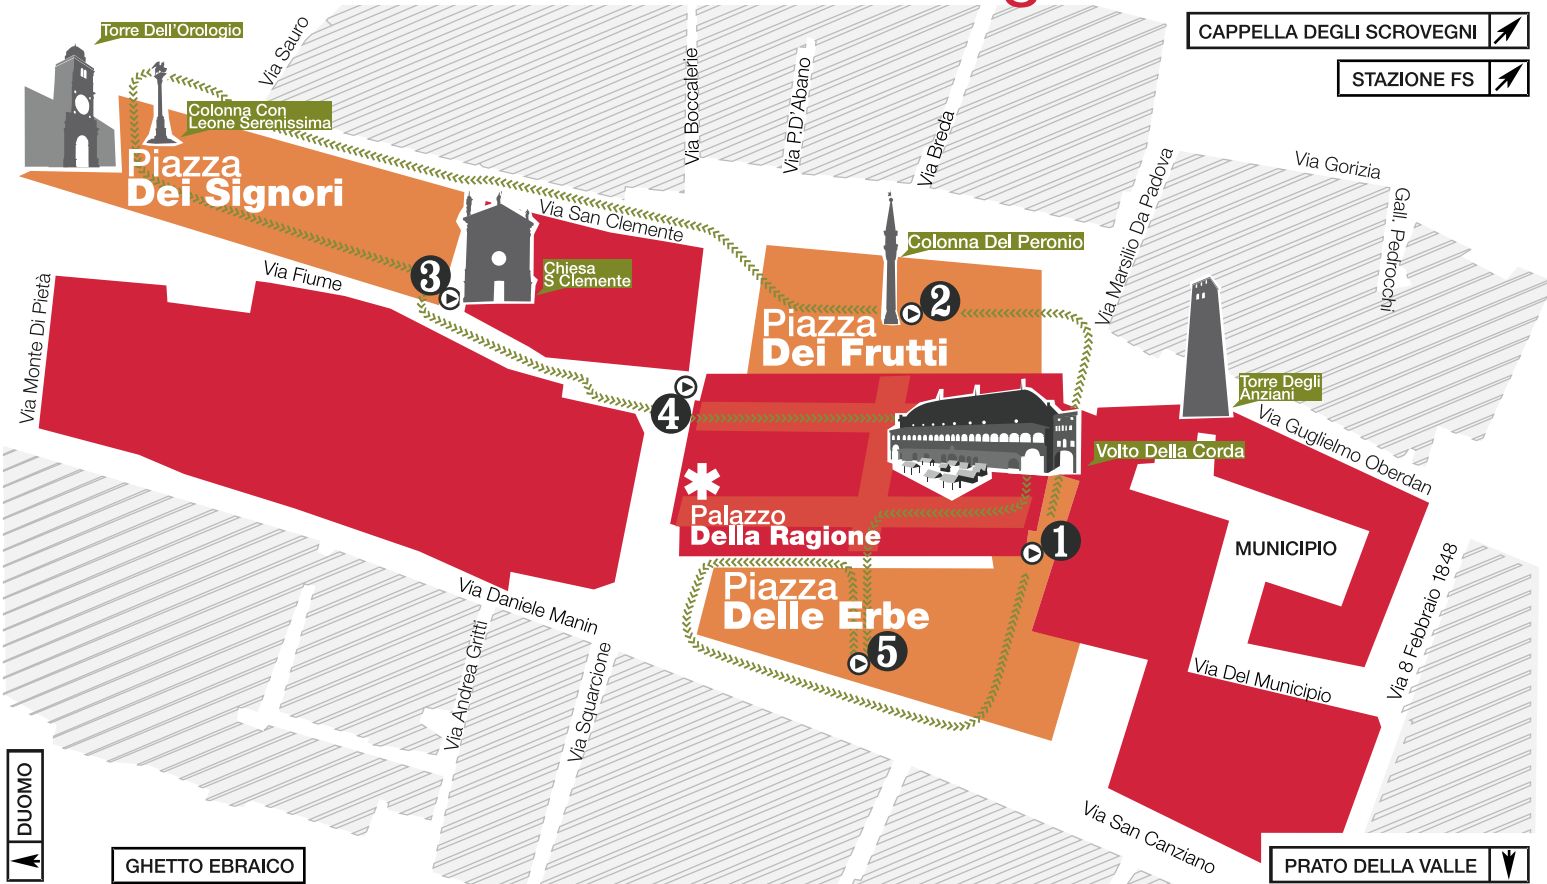 CAPPELLA DEGLI SCROVEGNI
STAZIONE FS
Torre Dell'Orologio
Via Sauro
Colonna Con
Leone Serenissima
Piazza
Dei Signori
Via Boccalerie
Via P.D'Abano
Via Breda
Via Marsilio Da Padova
Via Gorizia
Gall. Pedrocchi
Via San Clemente
Colonna Del Peronio
Chiesa
S Clemente
3
Via Fiume
Via Monte Di Pietà
2
Piazza
Dei Frutti
Torre Degli
Anziani
Via Guglielmo Oberdan
4
Volto Della Corda
Palazzo
Della Ragione
1
MUNICIPIO
Piazza
Delle Erbe
5
Via Daniele Manin
Via Andrea Gritti
Via Squarcione
Via Del Municipio
Via 8 Febbraio 1848
Via San Canziano
DUOMO
GHETTO EBRAICO
PRATO DELLA VALLE